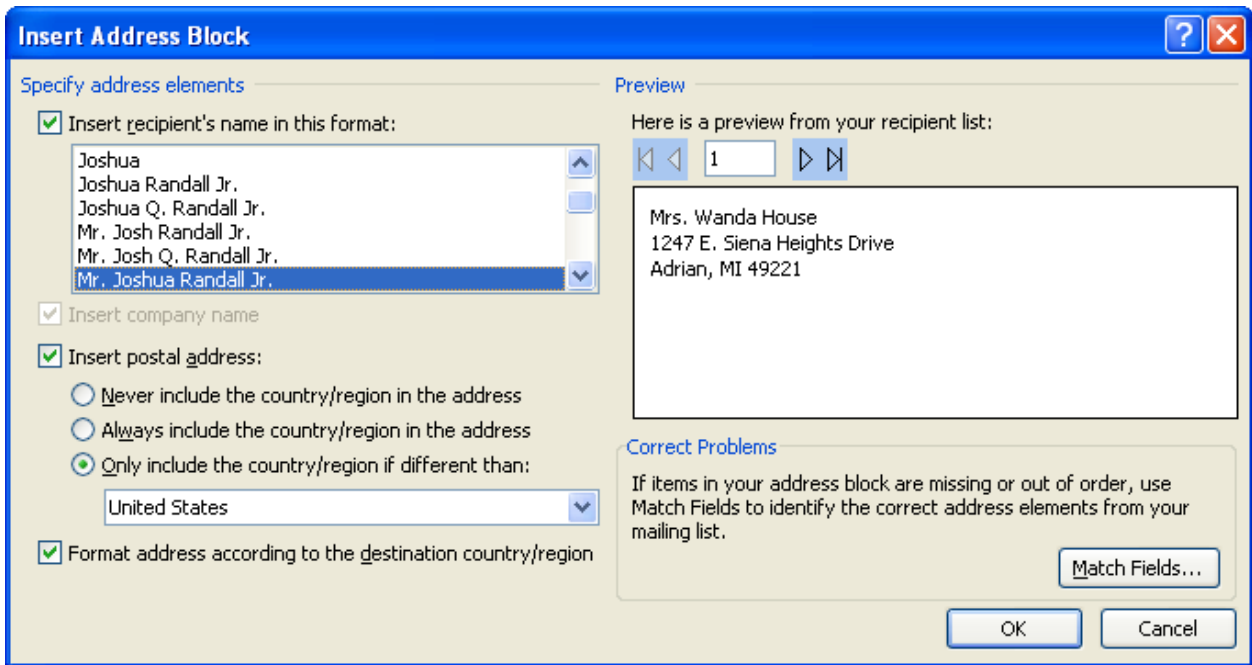 Insert Address Block
Specify address elements
Insert recipient's name in this format:
Joshua
Joshua Randall Jr.
Joshua Q. Randall Jr.
Mr. Josh Randall Jr.
Mr. Josh Q. Randall Jr.
Mr. Joshua Randall Jr.
Insert company name
Insert postal address:
Never include the country/region in the address
Always include the country/region in the address
Only include the country/region if different than:
United States
Format address according to the destination country/region
Preview
Here is a preview from your recipient list:
1
Mrs. Wanda House
1247 E. Siena Heights Drive
Adrian, MI 49221
Correct Problems
If items in your address block are missing or out of order, use
Match Fields to identify the correct address elements from your
mailing list.
Match Fields...
OK
Cancel